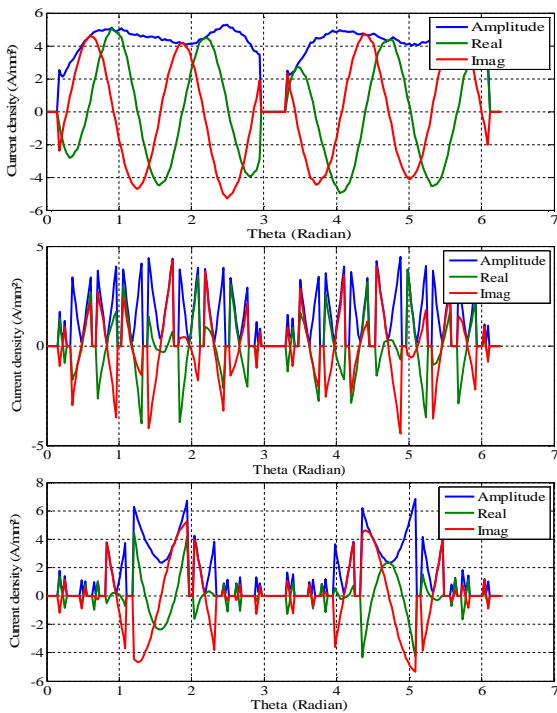 6
4
2
0
-2
-4
-6
Current density (A/mm²)
Amplitude
Real
Imag
0 1 2 3 4 5 6 7
Theta (Radian)
5
0
-5
Current density (A/mm²)
Amplitude
Real
Imag
0 1 2 3 4 5 6 7
Theta (Radian)
8
6
4
2
0
-2
-4
-6
Current density (A/mm²)
Amplitude
Real
Imag
0 1 2 3 4 5 6 7
Theta (Radian)